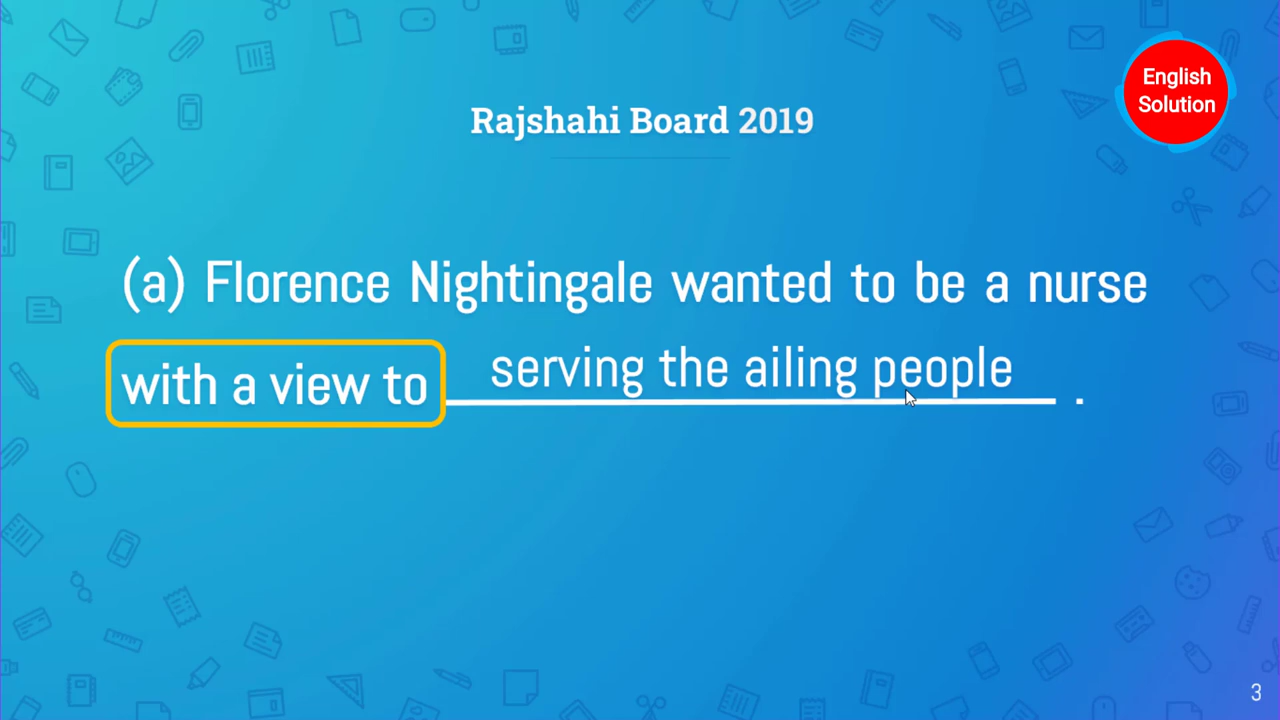 English
Solution
Rajshahi Board 2019
(a) Florence Nightingale wanted to be a nurse
with a view to serving the ailing people .
3